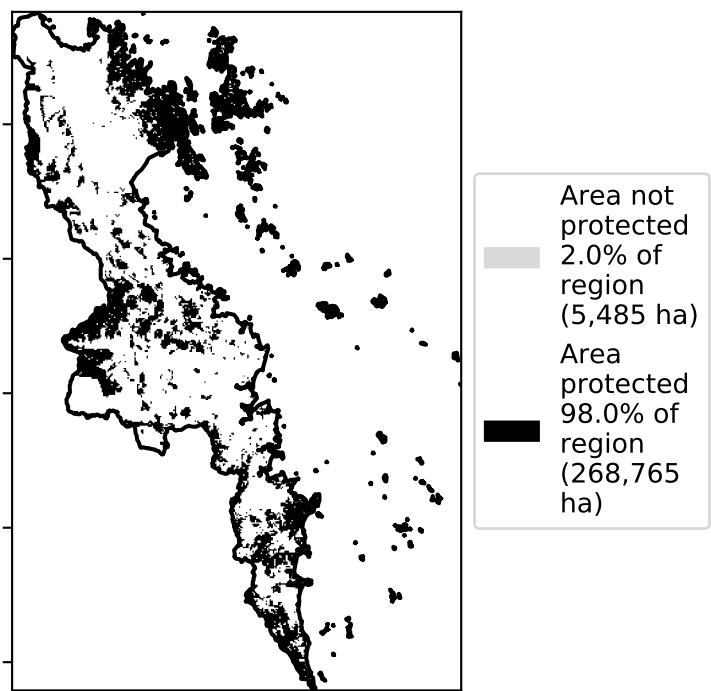 Area not
protected
2.0% of
region
(5,485 ha)
Area
protected
98.0% of
region
(268,765
ha)